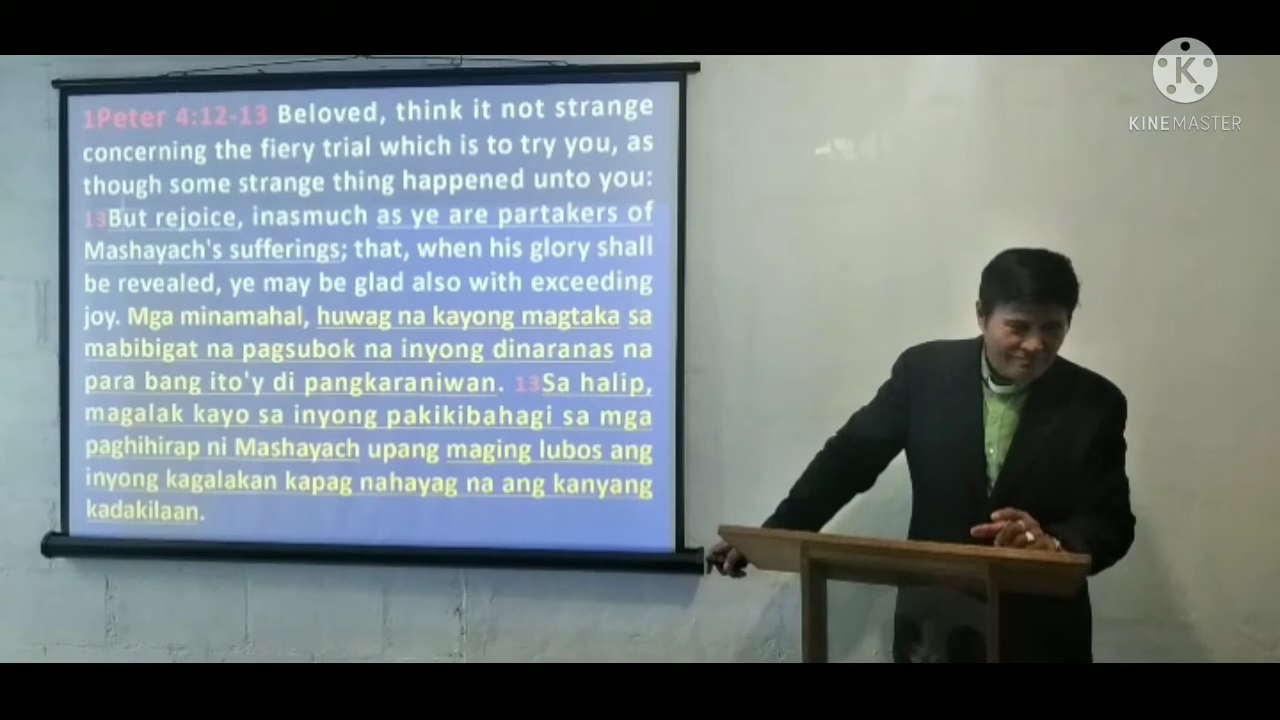 1Peter 4:12-13 Beloved, think it not strange
concerning the fiery trial which is to try you, as
though some strange thing happened unto you:
13But rejoice, inasmuch as ye are partakers of
Mashayach's sufferings; that, when his glory shall
be revealed, ye may be glad also with exceeding
joy. Mga minamahal, huwag na kayong magtaka sa
mabibigat na pagsubok na inyong dinaranas na
para bang ito'y di pangkaraniwan. 13Sa halip,
magalak kayo sa inyong pakikibahagi sa mga
paghihirap ni Mashayach upang maging lubos ang
inyong kagalakan kapag nahayag na ang kanyang
kadakilaan.
K
KINEMASTER